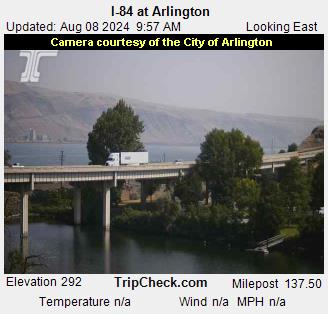 I-84 at Arlington
Updated: Aug 08 2024 9:57 AM Looking East
Camera courtesy of the City of Arlington
Elevation 292 TripCheck.com Milepost 137.50
Temperature n/a Wind n/a MPH n/a